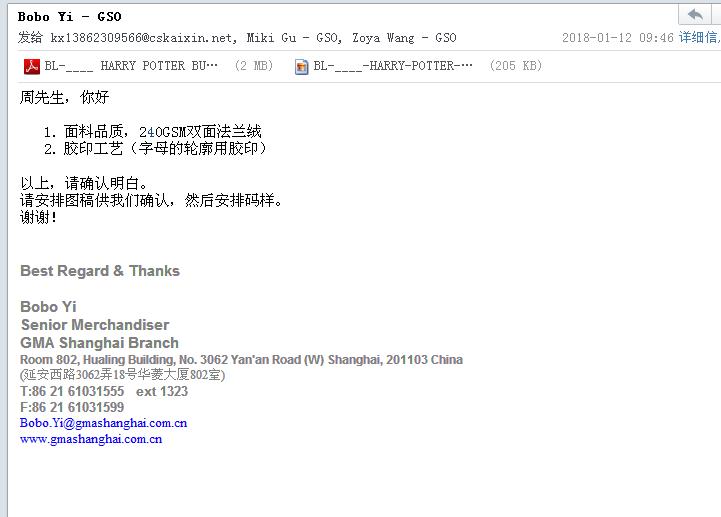 Bobo Yi - GSO
发给 kx13862309566@cskaixin.net, Miki Gu - GSO, Zoya Wang - GSO 2018-01-12 09:46 详细信.
BL-____ HARRY POTTER BU… (2 MB) BL-____-HARRY-POTTER-… (205 KB)
周先生，你好
1. 面料品质，240GSM双面法兰绒
2. 胶印工艺（字母的轮廓用胶印）
以上，请确认明白。
请安排图稿供我们确认，然后安排码样。
谢谢!
Best Regard & Thanks
Bobo Yi
Senior Merchandiser
GMA Shanghai Branch
Room 802, Hualing Building, No. 3062 Yan'an Road (W) Shanghai, 201103 China
(延安西路3062弄18号华菱大厦802室)
T:86 21 61031555 ext 1323
F:86 21 61031599
Bobo.Yi@gmashanghai.com.cn
www.gmashanghai.com.cn